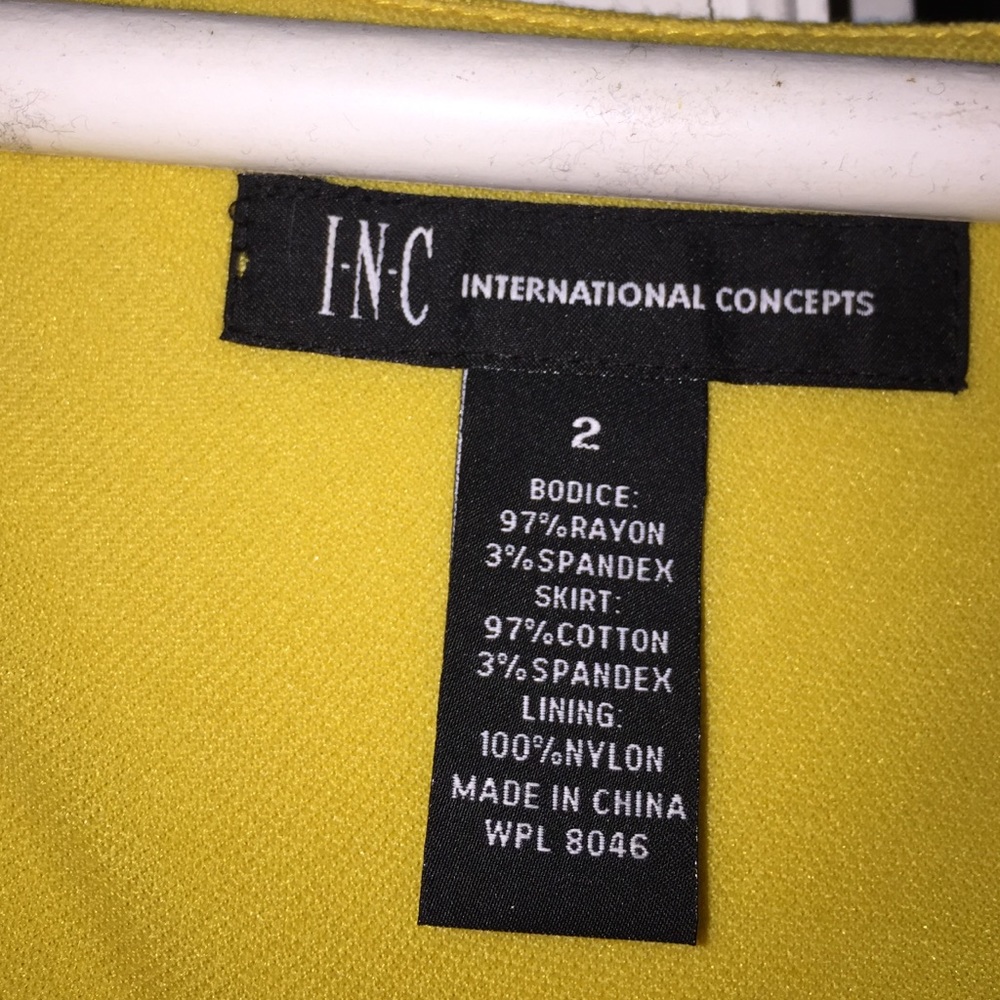 I·N·C INTERNATIONAL CONCEPTS
2
BODICE:
97%RAYON
3%SPANDEX
SKIRT:
97%COTTON
3%SPANDEX
LINING:
100%NYLON
MADE IN CHINA
WPL 8046